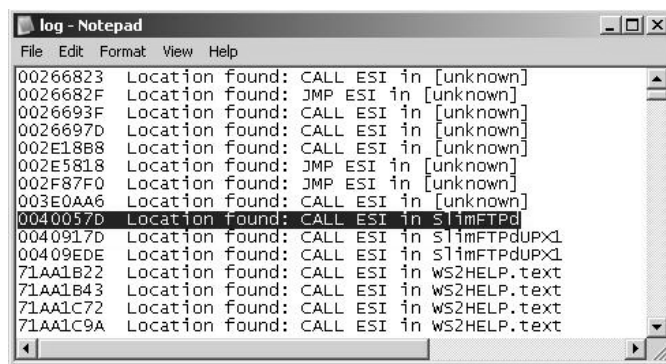 log - Notepad
File Edit Format View Help
00266823 Location found: CALL ESI in [unknown]
0026682F Location found: JMP ESI in [unknown]
0026693F Location found: CALL ESI in [unknown]
0026697D Location found: CALL ESI in [unknown]
002E18B8 Location found: CALL ESI in [unknown]
002E5818 Location found: JMP ESI in [unknown]
002F87F0 Location found: JMP ESI in [unknown]
003E0AA6 Location found: CALL ESI in [unknown]
0040057D Location found: CALL ESI in SlimFTPd
0040917D Location found: CALL ESI in SlimFTPdUPX1
00409EDE Location found: CALL ESI in SlimFTPdUPX1
71AA1B22 Location found: CALL ESI in WS2HELP.text
71AA1B43 Location found: CALL ESI in WS2HELP.text
71AA1C72 Location found: CALL ESI in WS2HELP.text
71AA1C9A Location found: CALL ESI in WS2HELP.text